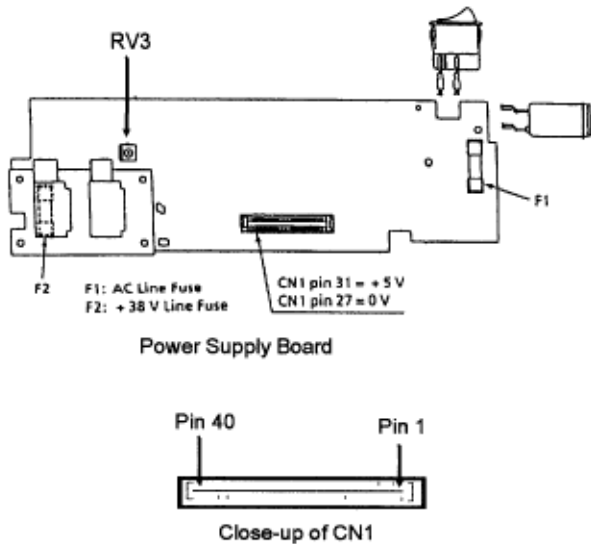 RV3
F1
F2
F1: AC Line Fuse
F2: + 38 V Line Fuse
CN1 pin 31 = + 5 V
CN1 pin 27 = 0 V
Power Supply Board
Pin 40
Pin 1
Close-up of CN1